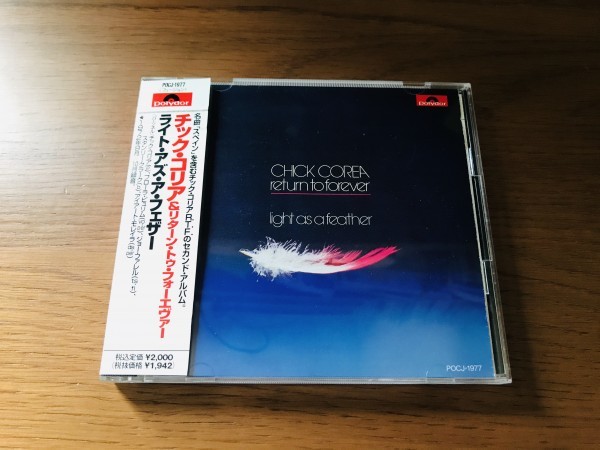 POCJ-1977
polydor
名曲“スペイン”を含むチック・コリアR.T.F.のセカンド・アルバム。
チック・コリア&リターン・トゥ・フォーエヴァー
ライト・アズ・ア・フェザー
税込定価 ¥2,000
(税抜価格 ¥1,942)
polydor
CHICK COREA
return to forever
light as a feather
POCJ-1977